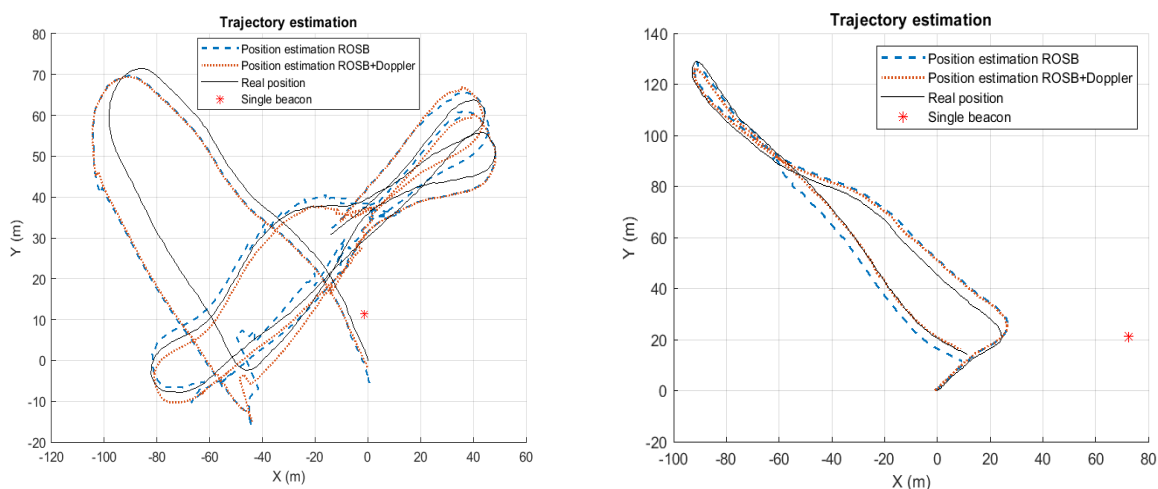 Trajectory estimation
80
70
60
50
40
30
20
10
0
-10
-20
Y (m)
Position estimation ROSB
Position estimation ROSB+Doppler
Real position
Single beacon
-120 -100 -80 -60 -40 -20 0 20 40 60
X (m)
Trajectory estimation
140
120
100
80
60
40
20
0
-20
Y (m)
Position estimation ROSB
Position estimation ROSB+Doppler
Real position
Single beacon
-100 -80 -60 -40 -20 0 20 40 60 80
X (m)